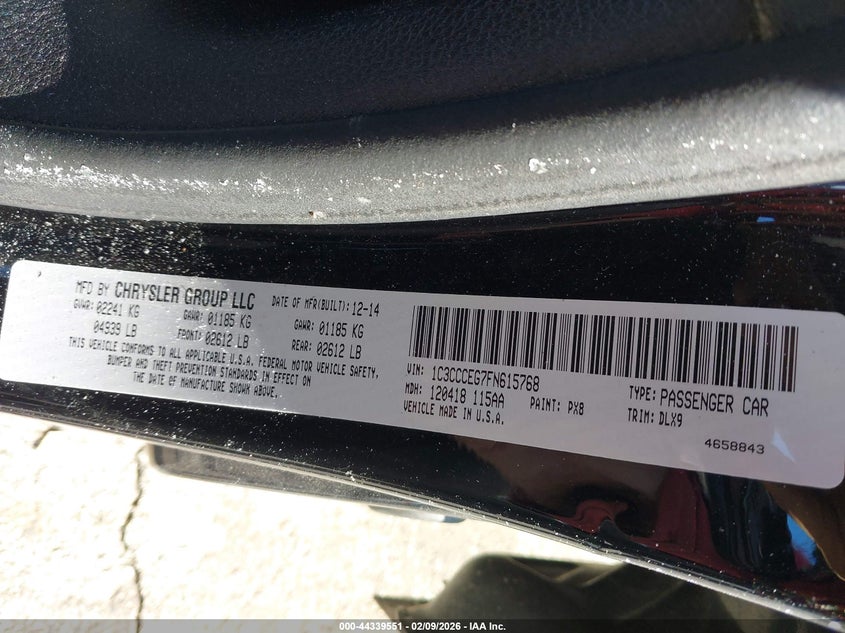 MFD BY CHRYSLER GROUP LLC DATE OF MFR(BUILT): 12-14
GVWR: 02241 KG GAWR: 01185 KG GAWR: 01185 KG
04939 LB FRONT: 02612 LB REAR: 02612 LB
THIS VEHICLE CONFORMS TO ALL APPLICABLE U.S.A. FEDERAL MOTOR VEHICLE SAFETY,
BUMPER AND THEFT PREVENTION STANDARDS IN EFFECT ON
THE DATE OF MANUFACTURE SHOWN ABOVE.
VIN: 1C3CCCEG7FN615768 TYPE: PASSENGER CAR
MDH: 120418 115AA PAINT: PX8 TRIM: DLX9
VEHICLE MADE IN U.S.A.
4658843
000-44339551 — 02/09/2026 — IAA Inc.